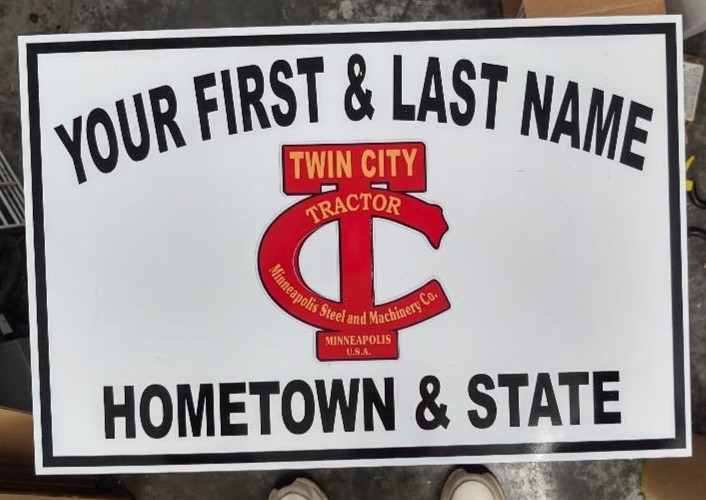 YOUR FIRST & LAST NAME
TWIN CITY
TRACTOR
Minneapolis Steel and Machinery Co.
MINNEAPOLIS
U.S.A.
HOMETOWN & STATE